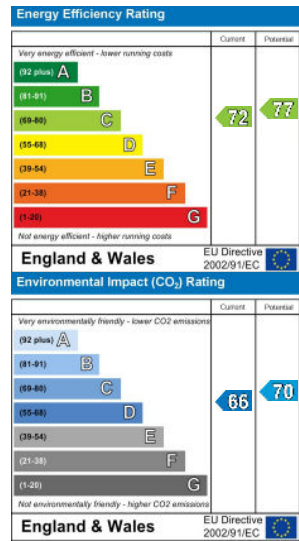 Energy Efficiency Rating
Current Potential
Very energy efficient - lower running costs
(92 plus) A
(81-91) B
(69-80) C
(55-68) D
(39-54) E
(21-38) F
(1-20) G
72
77
Not energy efficient - higher running costs
England & Wales
EU Directive
2002/91/EC
Environmental Impact (CO₂) Rating
Current Potential
Very environmentally friendly - lower CO2 emissions
(92 plus) A
(81-91) B
(69-80) C
(55-68) D
(39-54) E
(21-38) F
(1-20) G
66
70
Not environmentally friendly - higher CO2 emissions
England & Wales
EU Directive
2002/91/EC